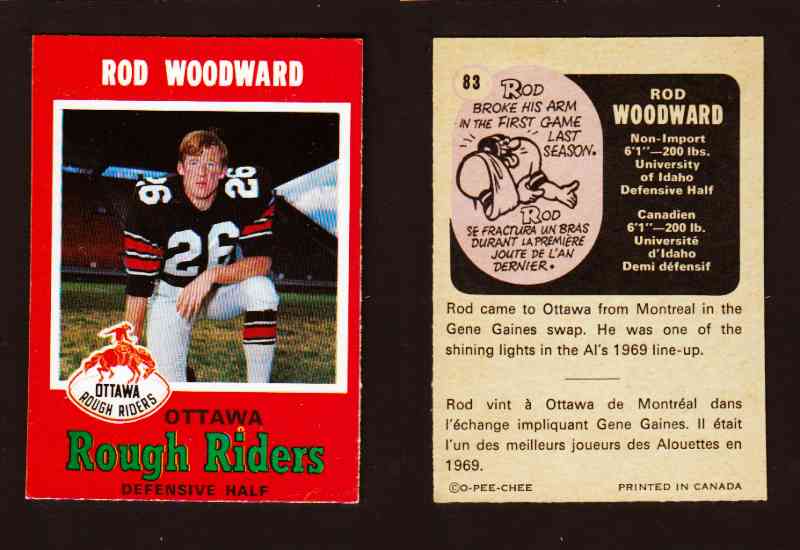 ROD WOODWARD
26
26
26
OTTAWA
ROUGH RIDERS
OTTAWA
Rough Riders
DEFENSIVE HALF
83
ROD
BROKE HIS ARM
IN THE FIRST GAME
LAST
SEASON.
ROD
SE FRACTURA UN BRAS
DURANT LA PREMIÈRE
JOUTE DE L'AN
DERNIER.
ROD
WOODWARD
Non-Import
6'1"—200 lbs.
University
of Idaho
Defensive Half
Canadien
6'1"—200 lb.
Université
d'Idaho
Demi défensif
Rod came to Ottawa from Montreal in the
Gene Gaines swap. He was one of the
shining lights in the Al's 1969 line-up.
Rod vint à Ottawa de Montréal dans
l'échange impliquant Gene Gaines. Il était
l'un des meilleurs joueurs des Alouettes en
1969.
©O-PEE-CHEE PRINTED IN CANADA